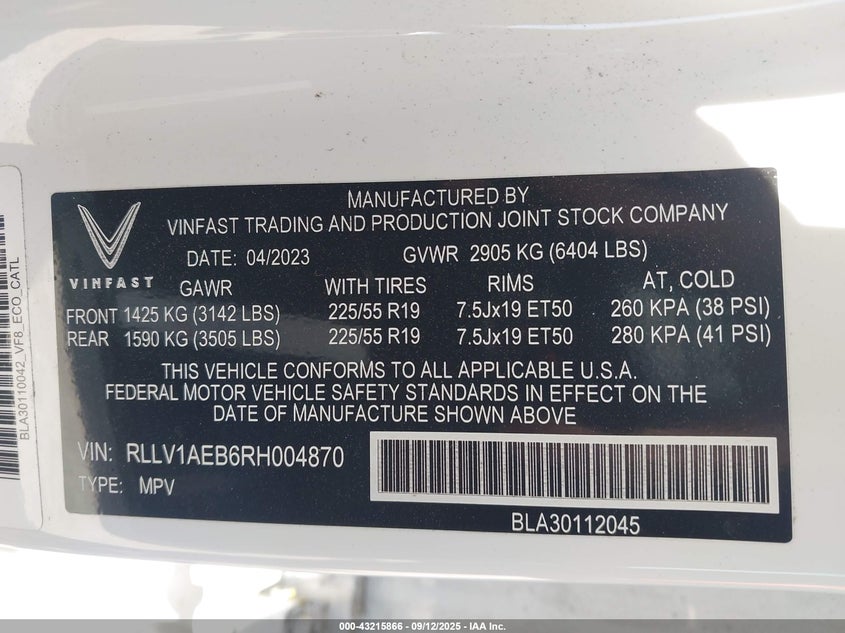 MANUFACTURED BY
VINFAST TRADING AND PRODUCTION JOINT STOCK COMPANY
DATE: 04/2023 GVWR 2905 KG (6404 LBS)
VINFAST
GAWR WITH TIRES RIMS AT, COLD
FRONT 1425 KG (3142 LBS) 225/55 R19 7.5Jx19 ET50 260 KPA (38 PSI)
REAR 1590 KG (3505 LBS) 225/55 R19 7.5Jx19 ET50 280 KPA (41 PSI)
THIS VEHICLE CONFORMS TO ALL APPLICABLE U.S.A.
FEDERAL MOTOR VEHICLE SAFETY STANDARDS IN EFFECT ON THE
DATE OF MANUFACTURE SHOWN ABOVE
VIN: RLLV1AEB6RH004870
TYPE: MPV
BLA30112045
BLA30110042_VF8_ECO_CATL
000-43215866 - 09/12/2025 - IAA Inc.